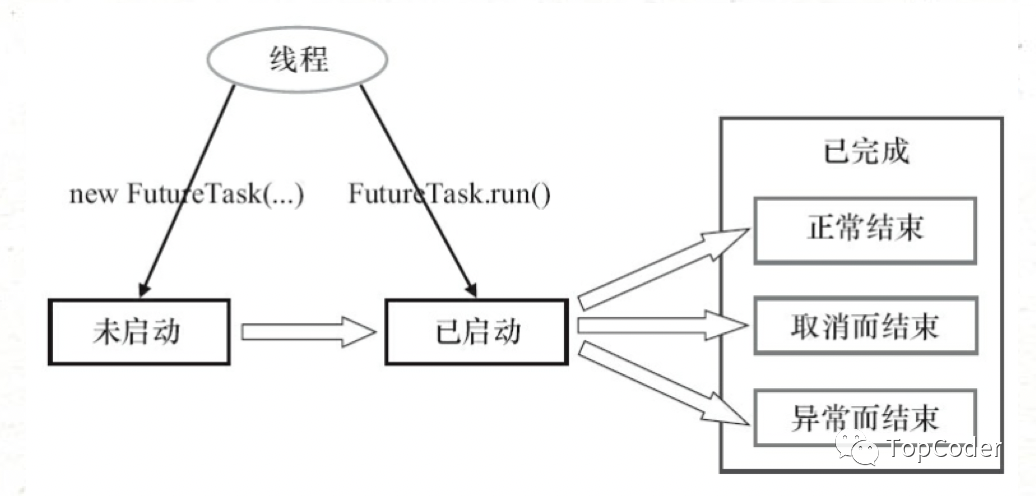 线程
new FutureTask(...)
FutureTask.run()
未启动
已启动
已完成
正常结束
取消而结束
异常而结束
TopCoder